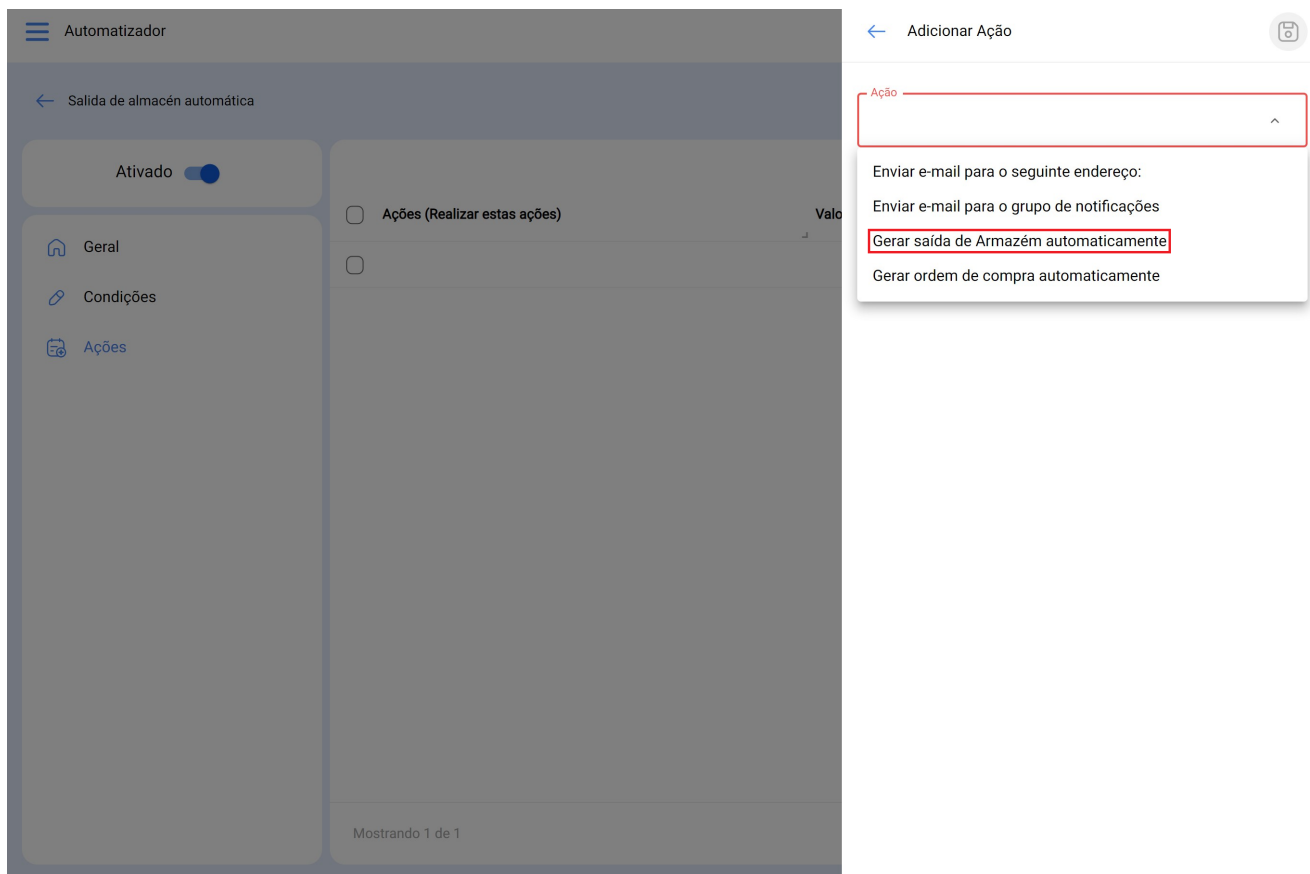 Automatizador
Salida de almacén automática
Ativado
Geral
Condições
Ações
Ações (Realizar estas ações)
Valo
Mostrando 1 de 1
Adicionar Ação
Ação
Enviar e-mail para o seguinte endereço:
Enviar e-mail para o grupo de notificações
Gerar saída de Armazém automaticamente
Gerar ordem de compra automaticamente